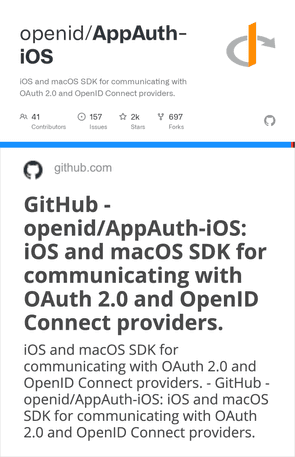 openid/AppAuth-
iOS
iOS and macOS SDK for communicating with
OAuth 2.0 and OpenID Connect providers.
41 157 2k 697
Contributors Issues Stars Forks
github.com
GitHub -
openid/AppAuth-iOS:
iOS and macOS SDK for
communicating with
OAuth 2.0 and OpenID
Connect providers.
iOS and macOS SDK for
communicating with OAuth 2.0 and
OpenID Connect providers. - GitHub -
openid/AppAuth-iOS: iOS and macOS
SDK for communicating with OAuth
2.0 and OpenID Connect providers.